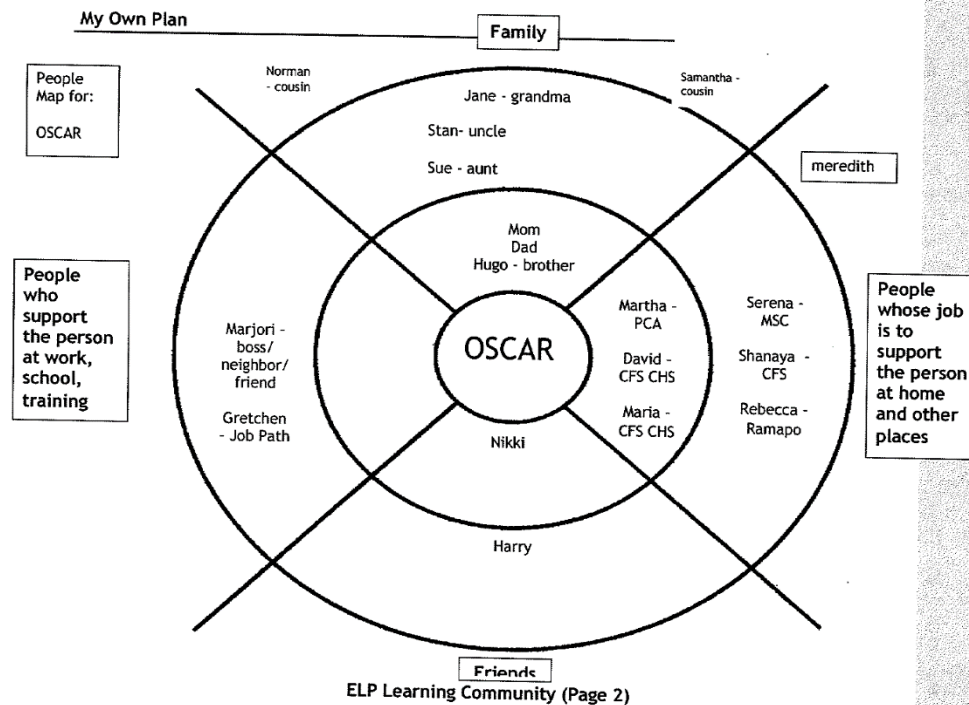 My Own Plan
Family
People
Map for:
OSCAR
Norman
- cousin
Samantha -
cousin
Jane - grandma
Stan- uncle
Sue - aunt
meredith
Mom
Dad
Hugo - brother
People
who
support
the person
at work,
school,
training
Marjori -
boss/
neighbor/
friend
Gretchen
- Job Path
OSCAR
Martha -
PCA
David -
CFS CHS
Maria -
CFS CHS
Serena -
MSC
Shanaya -
CFS
Rebecca -
Ramapo
People
whose job
is to
support
the person
at home
and other
places
Nikki
Harry
Friends
ELP Learning Community (Page 2)